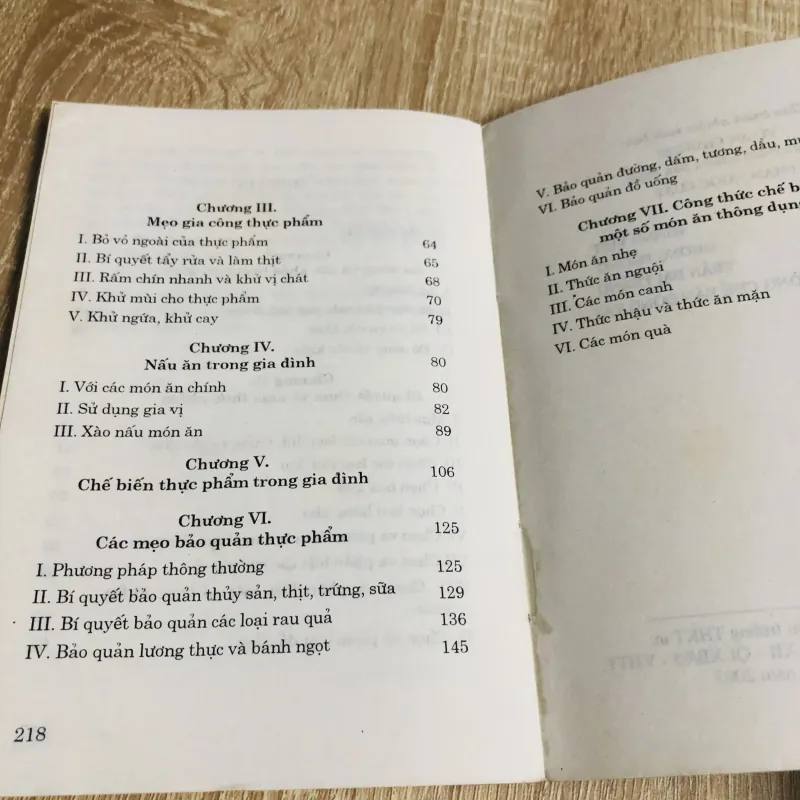 Chương III.
Mẹo gia công thực phẩm
I. Bỏ vỏ ngoài của thực phẩm 64
II. Bí quyết tẩy rửa và làm thịt 65
III. Rấm chín nhanh và khử vị chát 68
IV. Khử mùi cho thực phẩm 70
V. Khử ngứa, khử cay 79
Chương IV.
Nấu ăn trong gia đình 80
I. Với các món ăn chính 80
II. Sử dụng gia vị 82
III. Xào nấu món ăn 89
Chương V.
Chế biến thực phẩm trong gia đình 106
Chương VI.
Các mẹo bảo quản thực phẩm 125
I. Phương pháp thông thường 125
II. Bí quyết bảo quản thủy sản, thịt, trứng, sữa 129
III. Bí quyết bảo quản các loại rau quả 136
IV. Bảo quản lương thực và bánh ngọt 145
218
V. Bảo quản đường, dấm, tương, dầu,
VI. Bảo quản đồ uống
Chương VII. Công thức chế
một số món ăn thông dụng
I. Món ăn nhẹ
II. Thức ăn nguội
III. Các món canh
IV. Thức nhậu và thức ăn mặn
VI. Các món quà